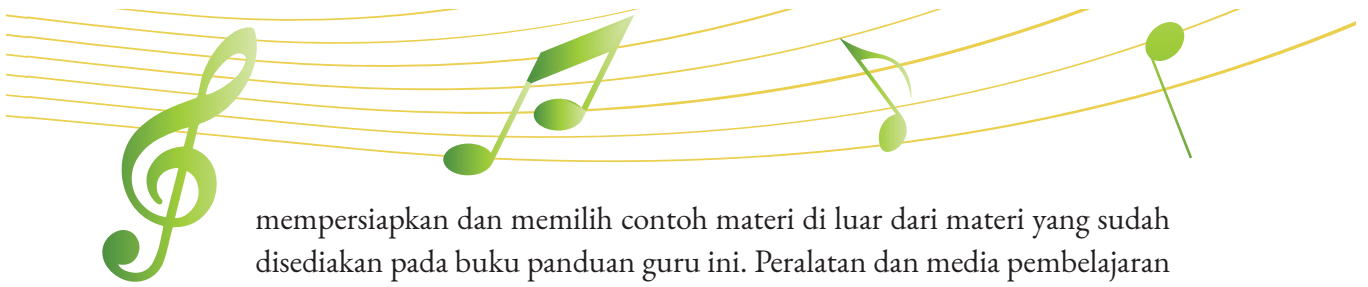 mempersiapkan dan memilih contoh materi di luar dari materi yang sudah
disediakan pada buku panduan guru ini. Peralatan dan media pembelajaran